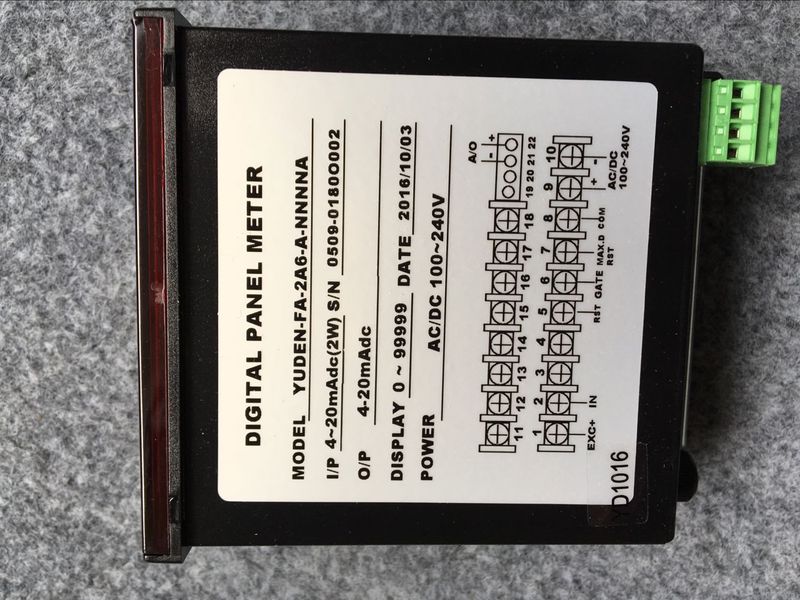 DIGITAL PANEL METER
MODEL YUDEN-FA-2A6-A-NNNNA
I/P 4~20mAdc(2W) S/N 0509-0180O002
O/P 4-20mAdc
DISPLAY 0 ~ 99999 DATE 2016/10/03
POWER AC/DC 100~240V
A/O
- +
11 12 13 14 15 16 17 18 19 20 21 22
1 2 3 4 5 6 7 8 9 10
EXC+ IN RST GATE MAX.D COM + -
RST AC/DC
100~240V
YD1016